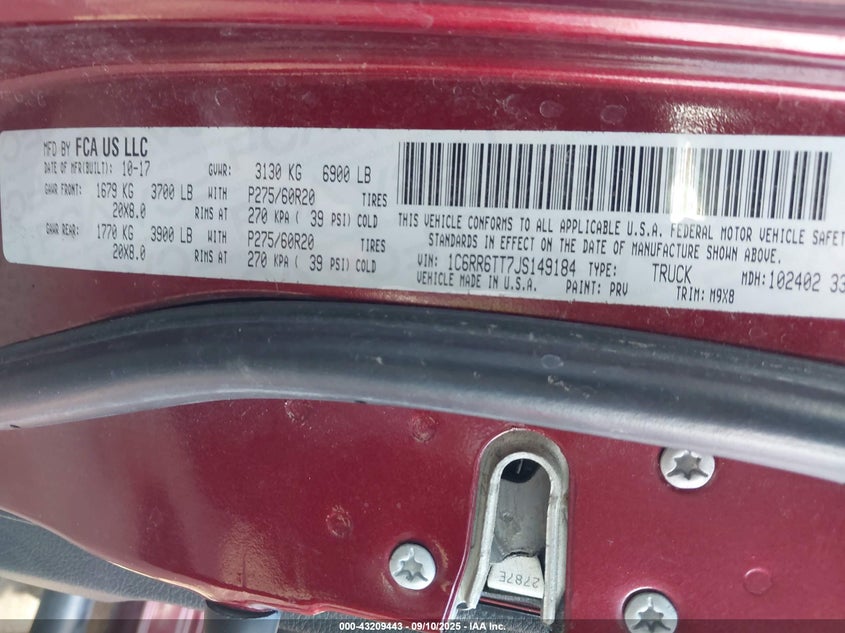 MFD BY FCA US LLC
DATE OF MFR(BUILT): 10-17 GVWR: 3130 KG 6900 LB
GAWR FRONT: 1679 KG 3700 LB WITH P275/60R20 TIRES
20X8.0 RIMS AT 270 KPA ( 39 PSI) COLD
GAWR REAR: 1770 KG 3900 LB WITH P275/60R20 TIRES
20X8.0 RIMS AT 270 KPA ( 39 PSI) COLD
THIS VEHICLE CONFORMS TO ALL APPLICABLE U.S.A. FEDERAL MOTOR VEHICLE SAFET
STANDARDS IN EFFECT ON THE DATE OF MANUFACTURE SHOWN ABOVE.
VIN: 1C6RR6TT7JS149184 TYPE: TRUCK MDH: 102402 33
VEHICLE MADE IN U.S.A. PAINT: PRV TRIM: M9X8
2787E
000-43209443 - 09/10/2025 - IAA Inc.